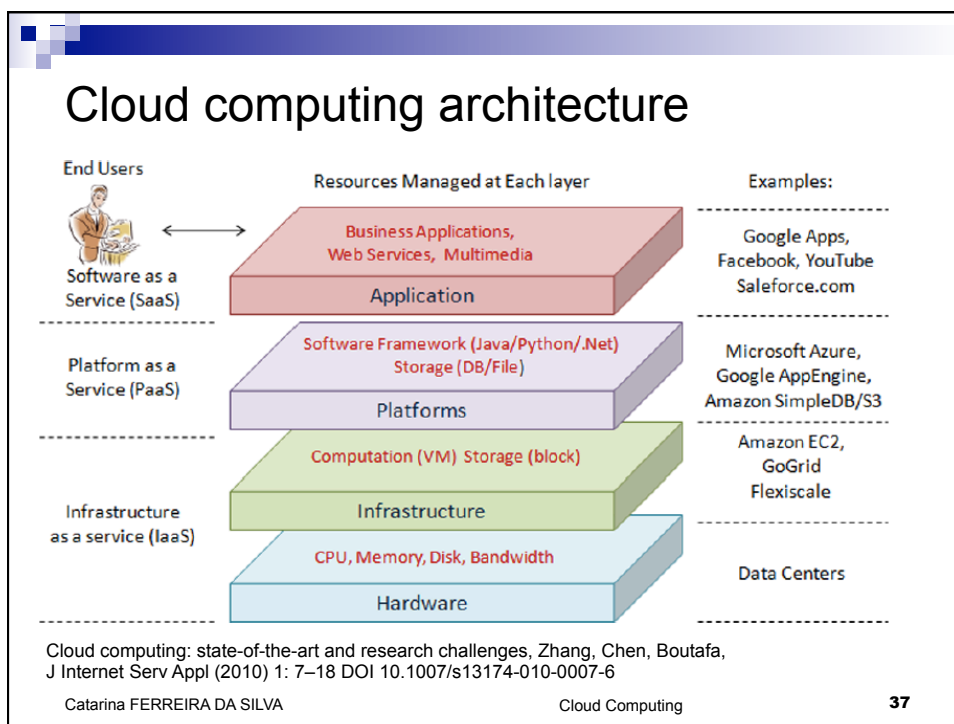 Cloud computing architecture
End Users
Resources Managed at Each layer
Examples:
Business Applications,
Web Services, Multimedia
Application
Software as a
Service (SaaS)
Google Apps,
Facebook, YouTube
Saleforce.com
Software Framework (Java/Python/.Net)
Storage (DB/File)
Platforms
Platform as a
Service (PaaS)
Microsoft Azure,
Google AppEngine,
Amazon SimpleDB/S3
Computation (VM) Storage (block)
Infrastructure
Amazon EC2,
GoGrid
Flexiscale
Infrastructure
as a service (IaaS)
CPU, Memory, Disk, Bandwidth
Hardware
Data Centers
Cloud computing: state-of-the-art and research challenges, Zhang, Chen, Boutafa,
J Internet Serv Appl (2010) 1: 7–18 DOI 10.1007/s13174-010-0007-6
Catarina FERREIRA DA SILVA
Cloud Computing
37